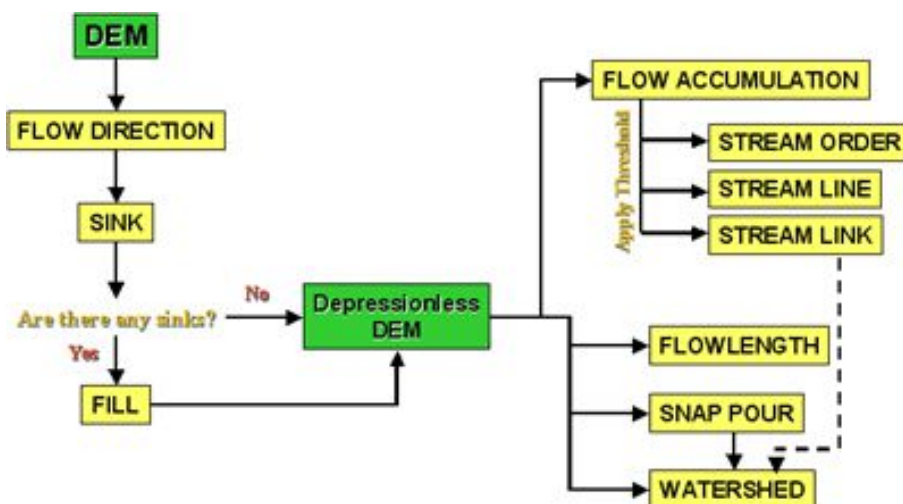 DEM
FLOW DIRECTION
SINK
Are there any sinks?
No
Yes
FILL
Depressionless
DEM
FLOW ACCUMULATION
Apply Threshold
STREAM ORDER
STREAM LINE
STREAM LINK
FLOWLENGTH
SNAP POUR
WATERSHED